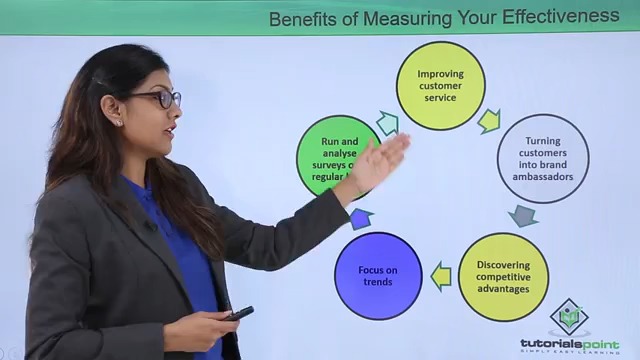 Benefits of Measuring Your Effectiveness
Improving
customer
service
Turning
customers
into brand
ambassadors
Discovering
competitive
advantages
Focus on
trends
Run and
analyse
surveys
regular
tutorialspoint
SIMPLY EASY LEARNING